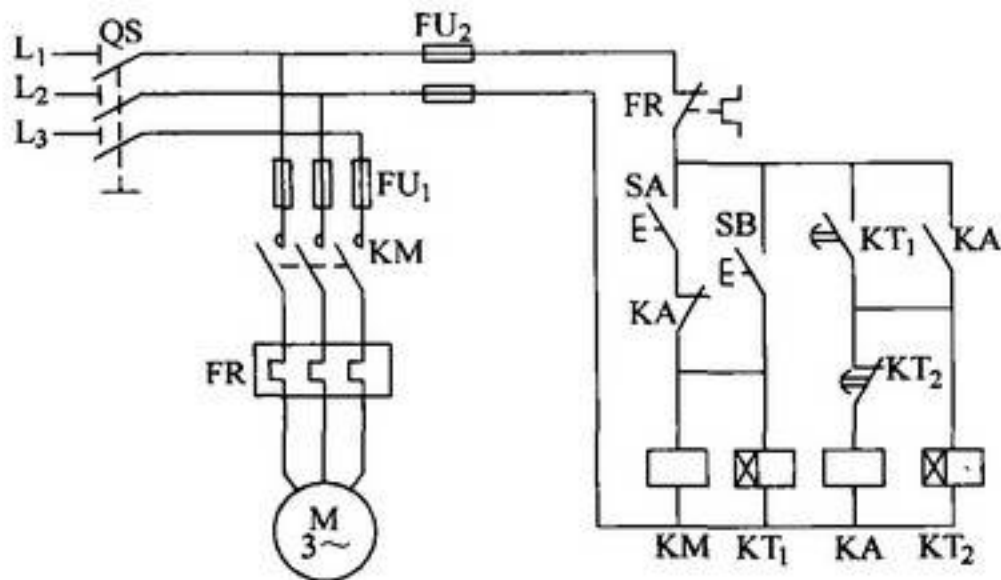 L₁
QS
FU₂
L₂
L₃
FR
FU₁
SA
SB
KT₁
KA
KM
KA
KT₂
FR
M
3～
KM
KT₁
KA
KT₂